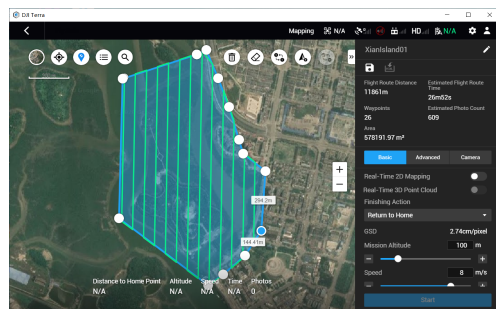 DJI Terra
Mapping N/A HD N/A
XianIsland01
Flight Route Distance
11861m
Estimated Flight Route Time
26m52s
Waypoints
26
Estimated Photo Count
609
Area
578191.97 m²
Basic Advanced Camera
Real-Time 2D Mapping
Real-Time 3D Point Cloud
Finishing Action
Return to Home
GSD 2.74cm/pixel
Mission Altitude 100 m
Speed 8 m/s
Start
294.2m
144.41m
Distance to Home Point Altitude Speed Time Photos
N/A N/A N/A N/A 0